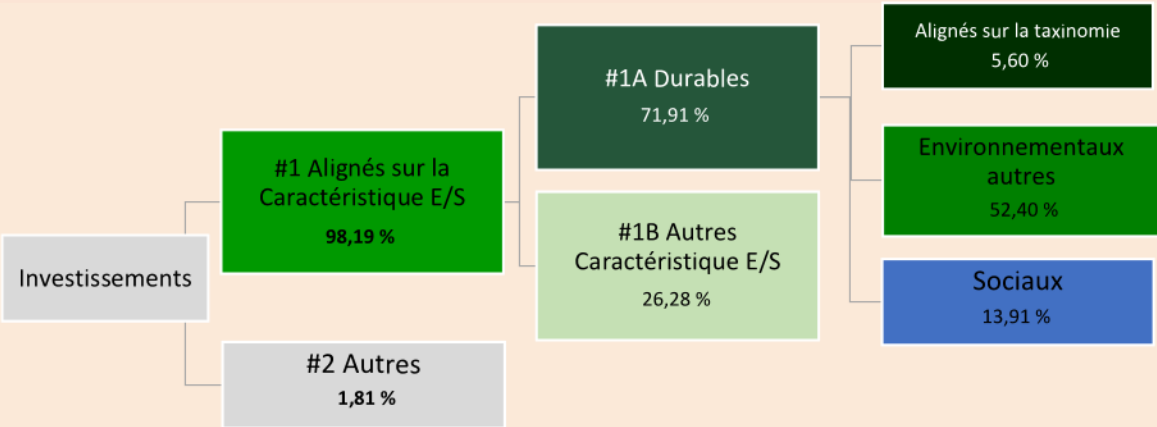 Investissements
#1 Alignés sur la
Caractéristique E/S
98,19 %
#2 Autres
1,81 %
#1A Durables
71,91 %
#1B Autres
Caractéristique E/S
26,28 %
Alignés sur la taxinomie
5,60 %
Environnementaux
autres
52,40 %
Sociaux
13,91 %